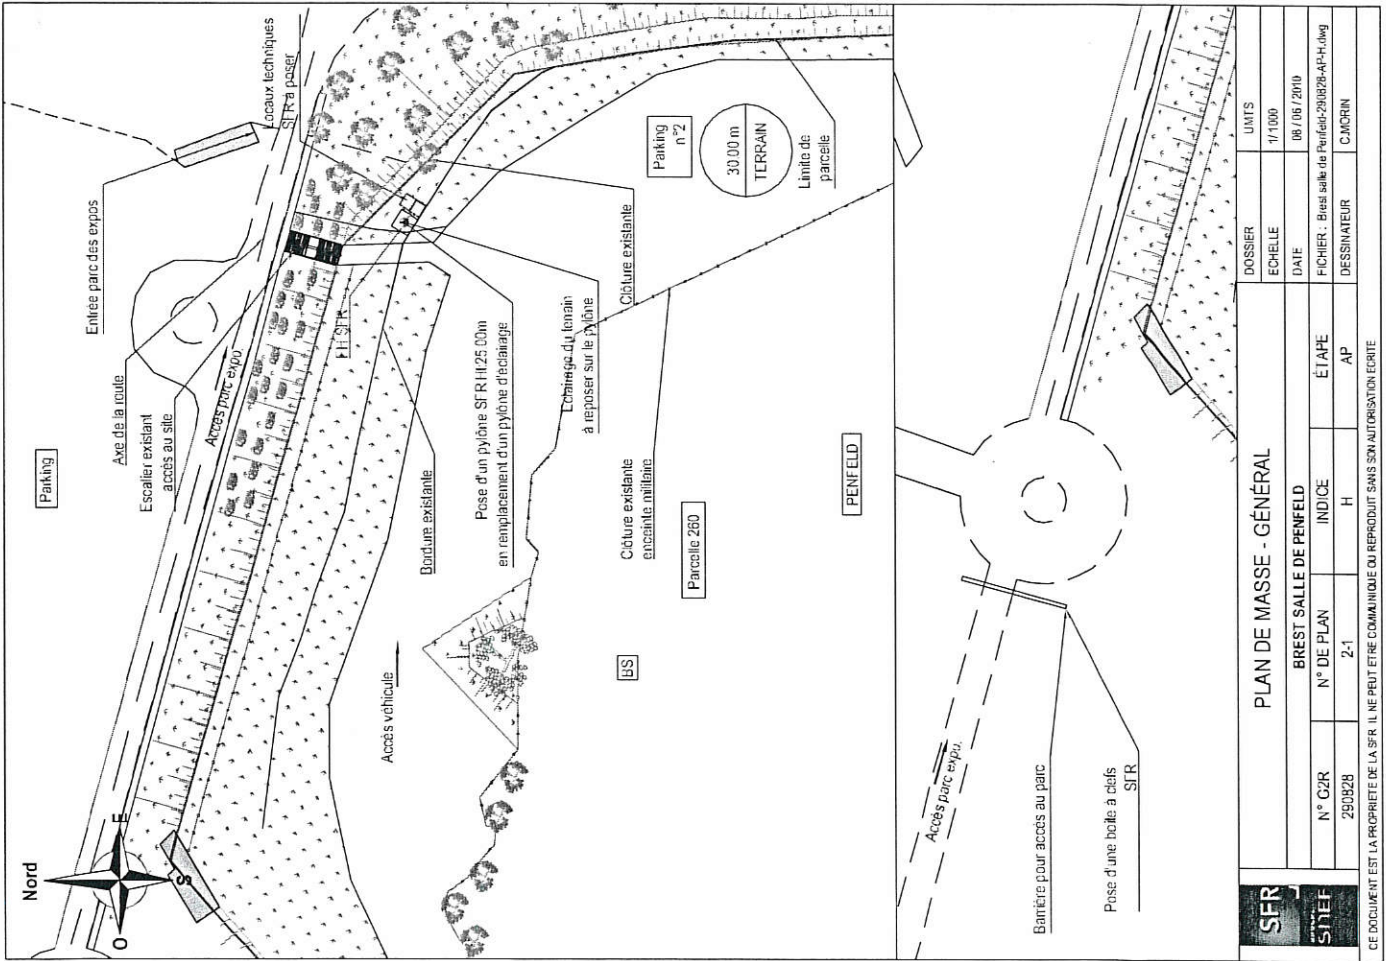 Nord
O
E
S
Parking
Axe de la route
Escalier existant
accès au site
Entrée parc des expos
Locaux techniques
SFR à poser
Accès parc expo.
FH SFR
Bordure existante
Accès véhicule
Pose d'un pylône SFR Ht:25.00m
en remplacement d'un pylône d'éclairage
Eclairage du terrain
à reposer sur le pylône
Clôture existante
Clôture existante
enceinte militaire
Parcelle 260
BS
Parking
n°2
30.00 m
TERRAIN
Limite de
parcelle
PENFELD
Accès parc expo.
Barrière pour accès au parc
Pose d'une boite à clefs
SFR
SFR
SNEF
PLAN DE MASSE - GÉNÉRAL
BREST SALLE DE PENFELD
N° G2R
N° DE PLAN
INDICE
ÉTAPE
290828
2-1
H
AP
DOSSIER
UMTS
ECHELLE
1/1000
DATE
FICHIER : Brest salle de Penfeld-290828-AP-H.dwg
DESSINATEUR
C.MORIN
CE DOCUMENT EST LA PROPRIETE DE LA SFR IL NE PEUT ETRE COMMUNIQUE OU REPRODUIT SANS SON AUTORISATION ECRITE